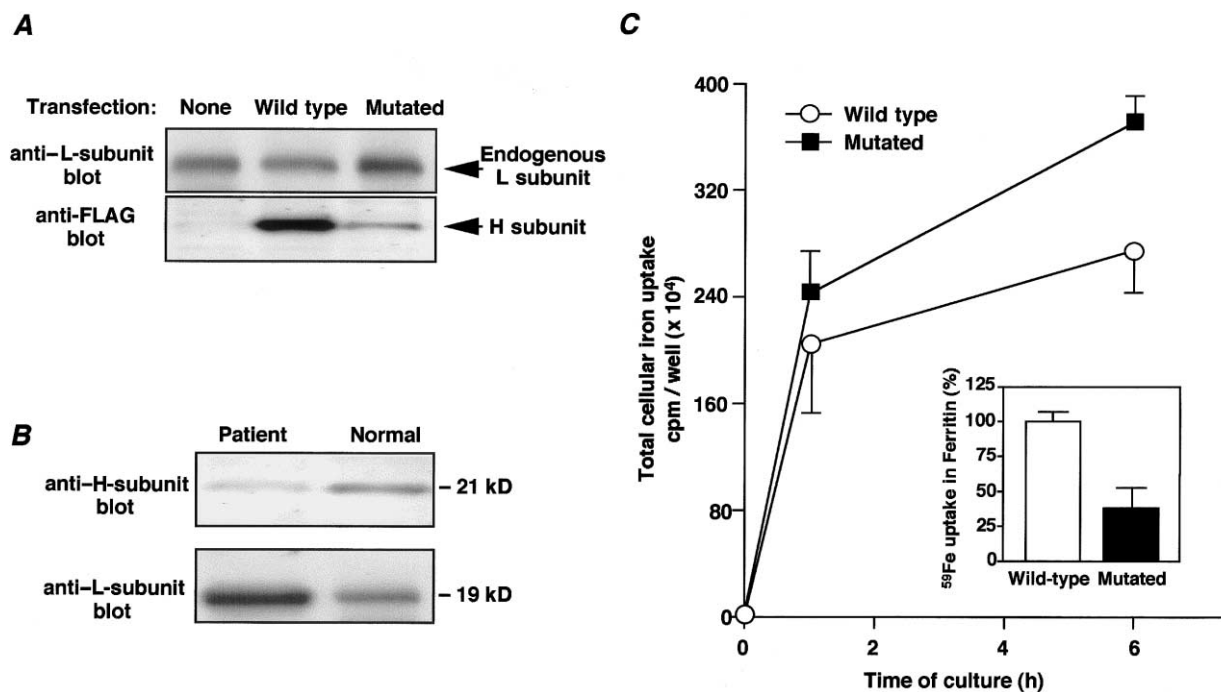 A
Transfection: None Wild type Mutated
anti–L-subunit
blot
Endogenous
L subunit
anti-FLAG
blot
H subunit
B
Patient Normal
anti–H-subunit
blot
– 21 kD
anti–L-subunit
blot
– 19 kD
C
Wild type
Mutated
Total cellular iron uptake
cpm / well (x 10⁴)
400
320
240
160
80
0
0 2 4 6
Time of culture (h)
⁵⁹Fe uptake in Ferritin (%)
125
100
75
50
25
0
Wild-type Mutated